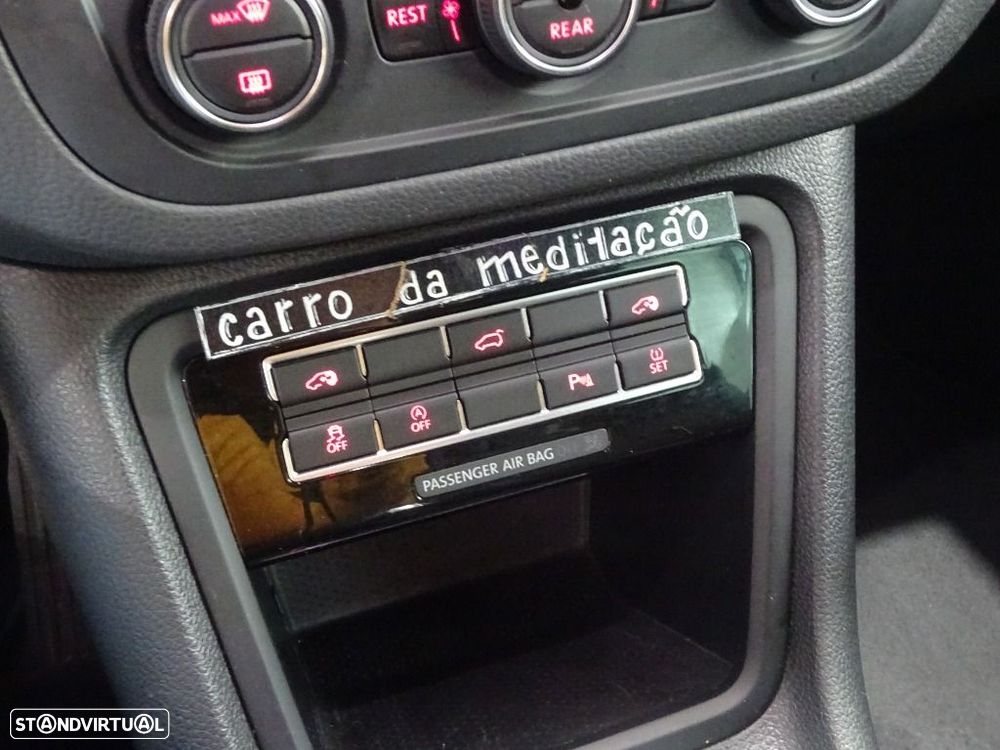 MAX
REST
REAR
carro da meditação
A
OFF
OFF
P
SET
PASSENGER AIR BAG
STANDVIRTUAL